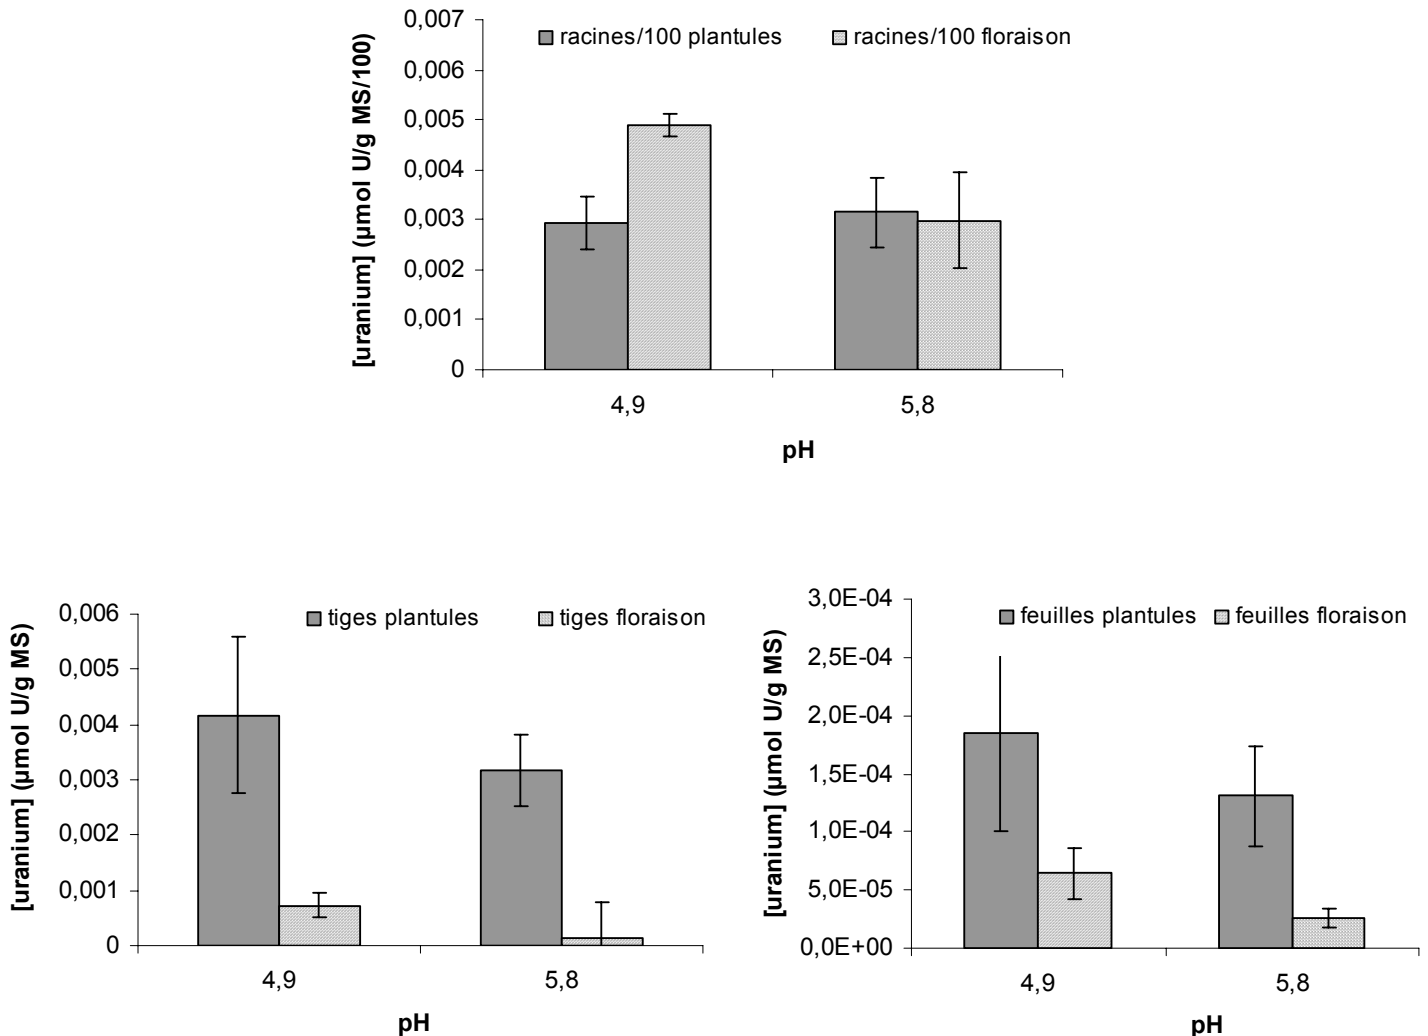 [uranium] (µmol U/g MS/100)
0,007
0,006
0,005
0,004
0,003
0,002
0,001
0
racines/100 plantules
racines/100 floraison
4,9
5,8
pH
[uranium] (µmol U/g MS)
0,006
0,005
0,004
0,003
0,002
0,001
0
tiges plantules
tiges floraison
4,9
5,8
pH
[uranium] (µmol U/g MS)
3,0E-04
2,5E-04
2,0E-04
1,5E-04
1,0E-04
5,0E-05
0,0E+00
feuilles plantules
feuilles floraison
4,9
5,8
pH